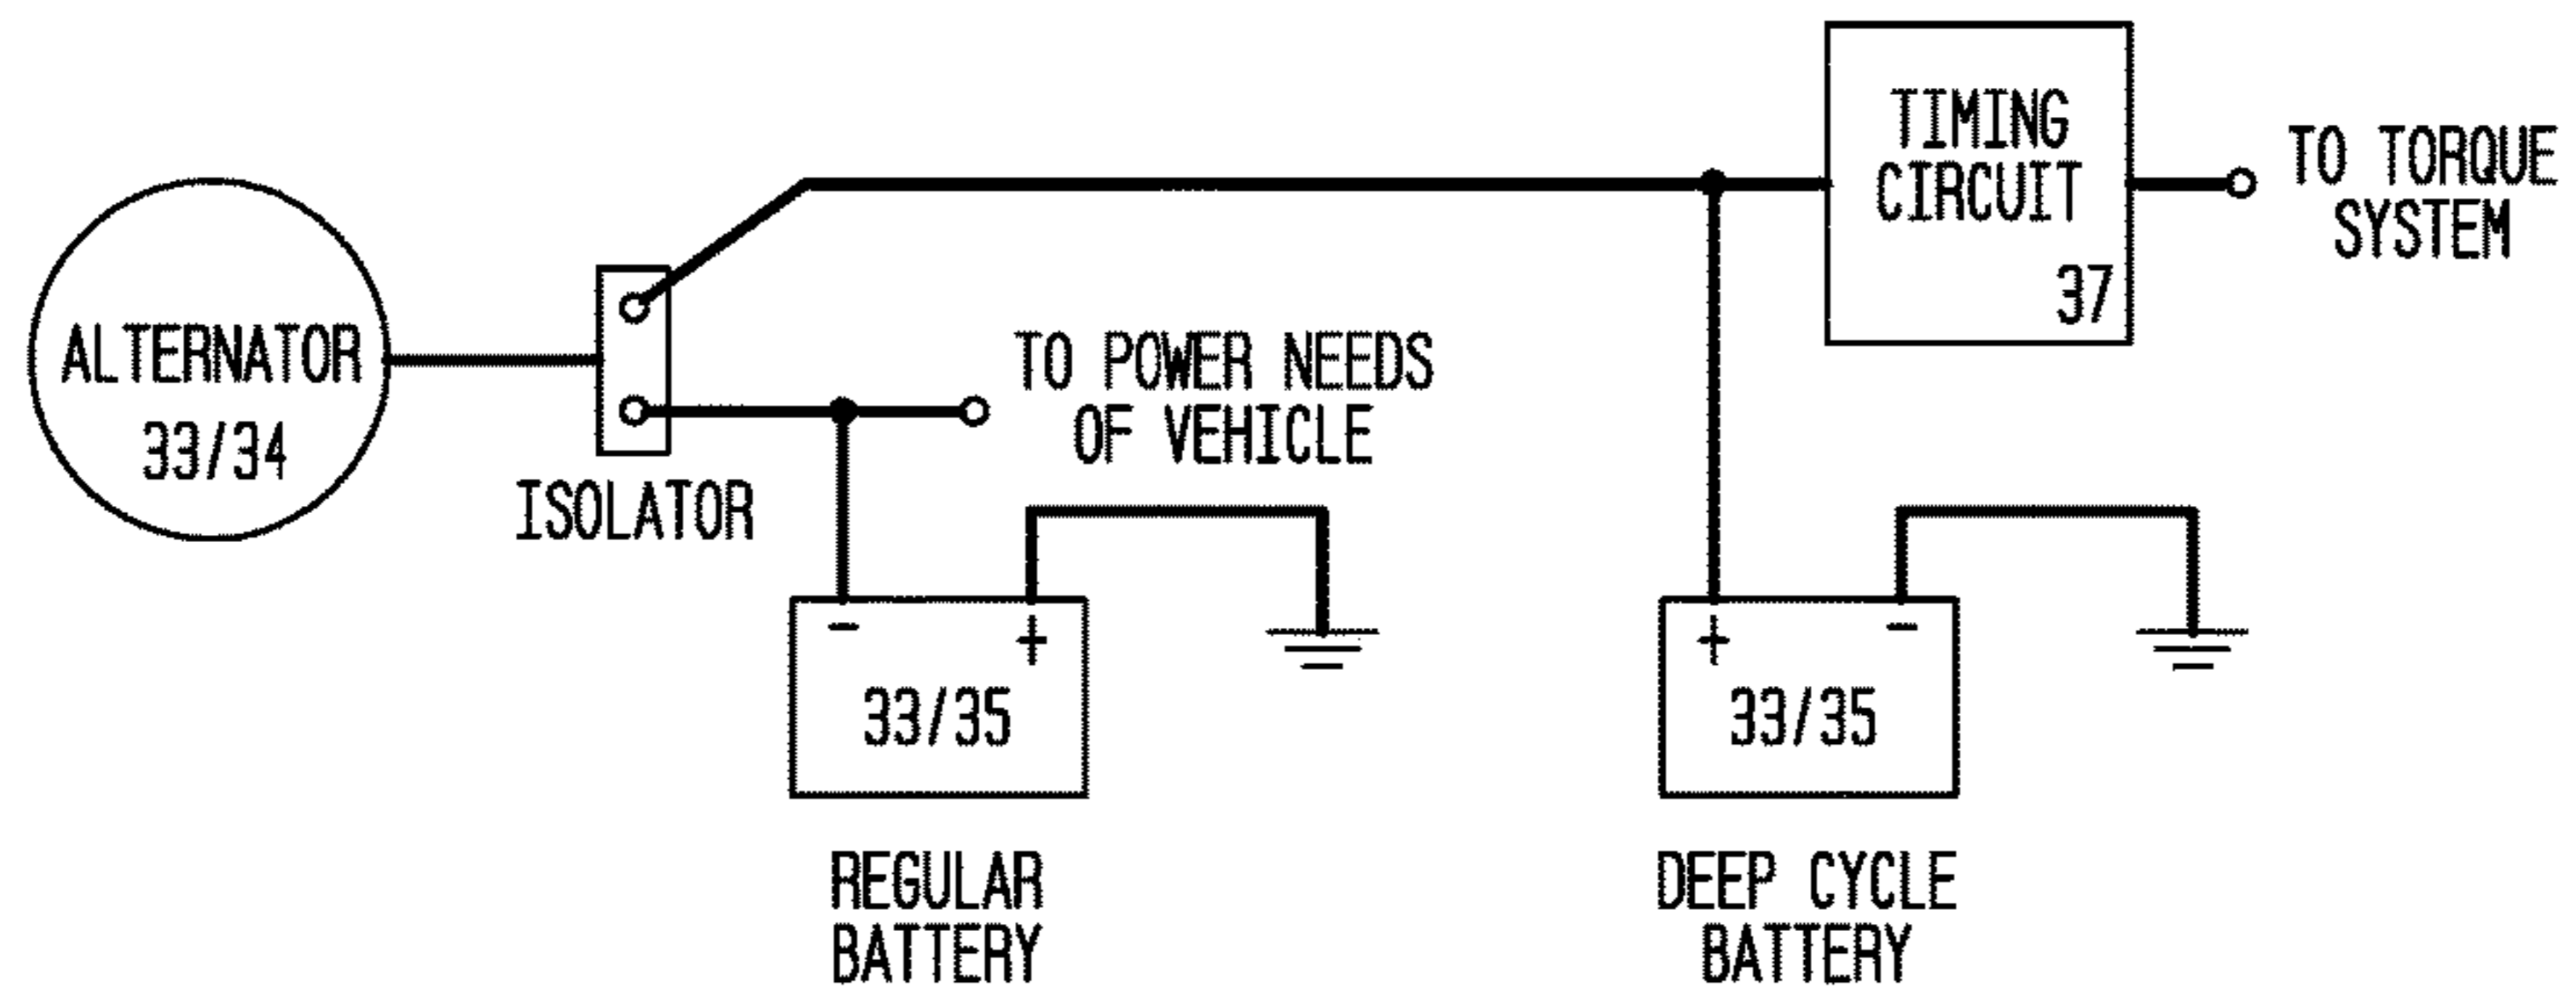 TIMING
CIRCUIT
37
TO TORQUE
SYSTEM
ALTERNATOR
33/34
ISOLATOR
TO POWER NEEDS
OF VEHICLE
- +
33/35
REGULAR
BATTERY
+ -
33/35
DEEP CYCLE
BATTERY